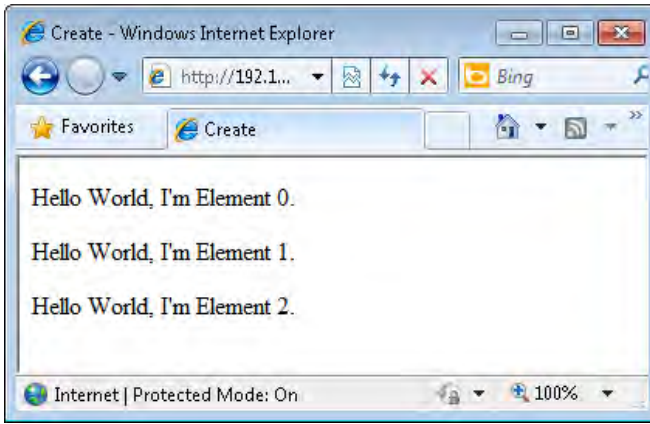 Create - Windows Internet Explorer
http://192.1... Bing
Favorites Create
Hello World, I'm Element 0.
Hello World, I'm Element 1.
Hello World, I'm Element 2.
Internet | Protected Mode: On 100%